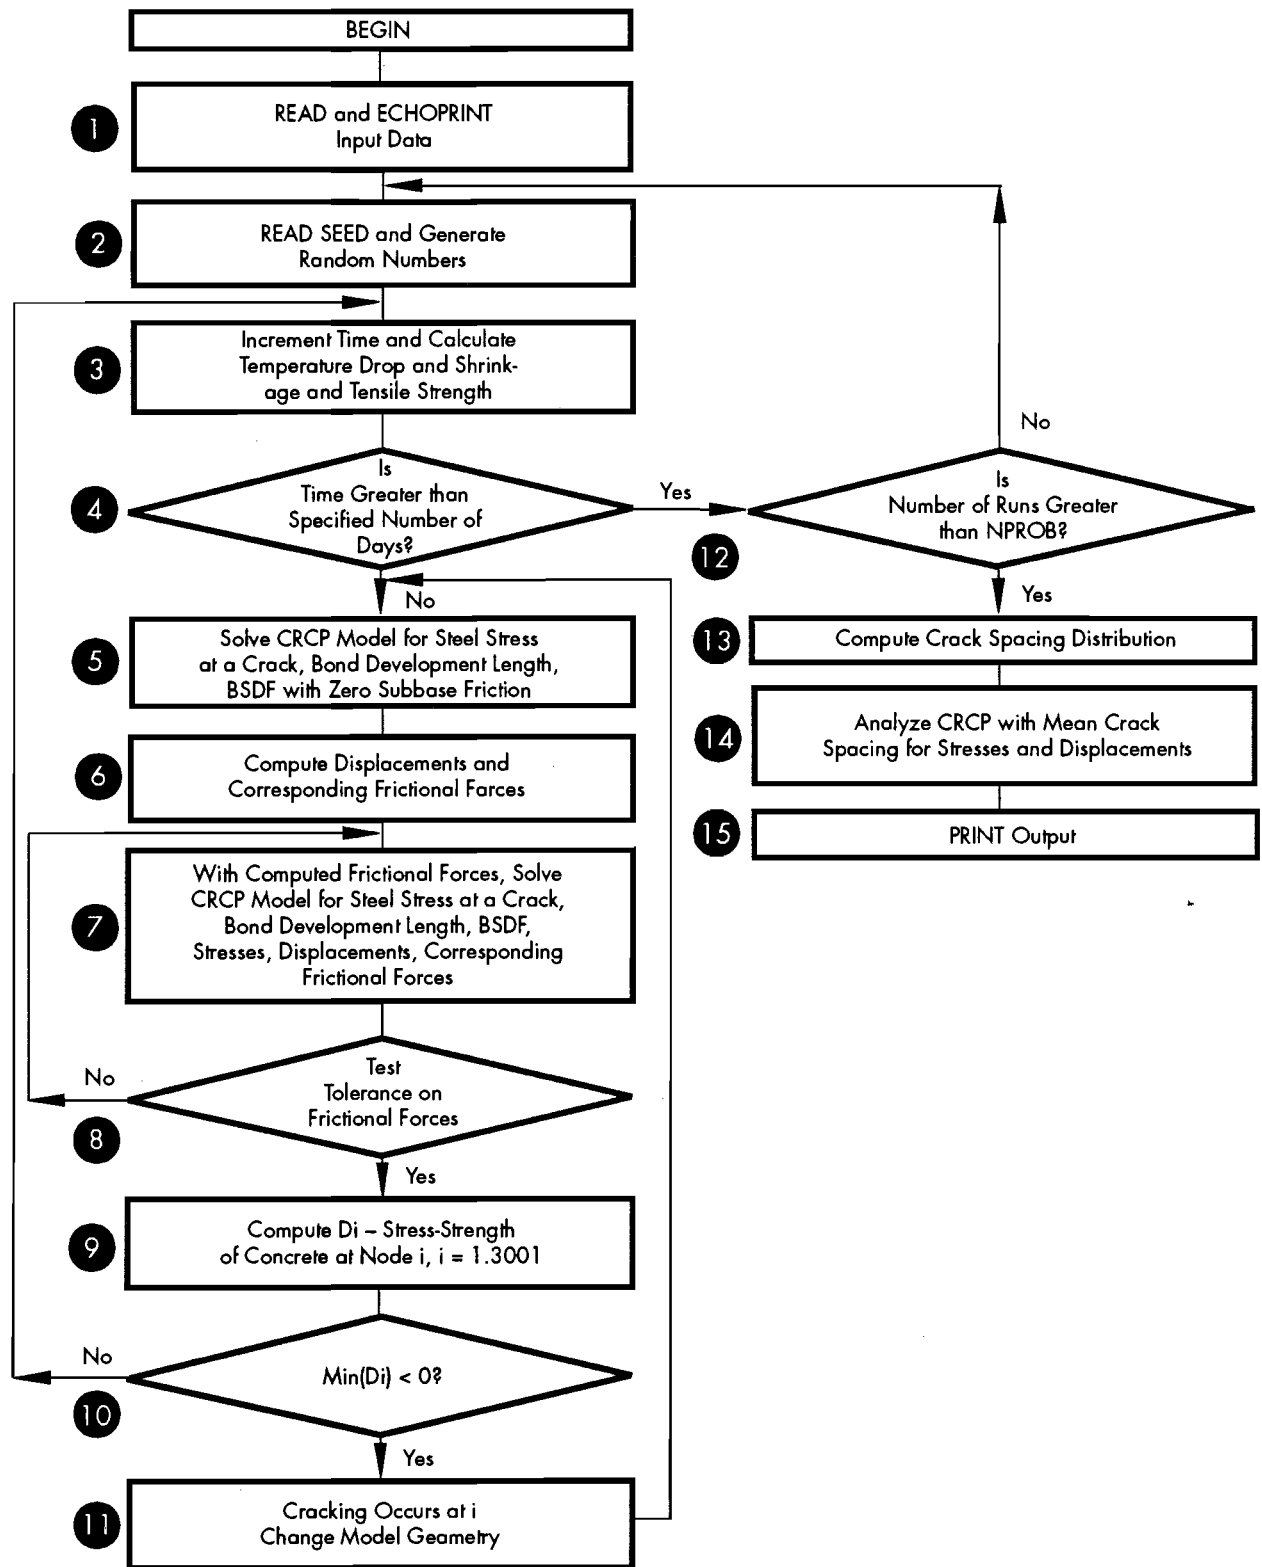 BEGIN
1
READ and ECHOPRINT
Input Data
2
READ SEED and Generate
Random Numbers
3
Increment Time and Calculate
Temperature Drop and Shrink-
age and Tensile Strength
4
Is
Time Greater than
Specified Number of
Days?
Yes
No
5
Solve CRCP Model for Steel Stress
at a Crack, Bond Development Length,
BSDF with Zero Subbase Friction
6
Compute Displacements and
Corresponding Frictional Farces
7
With Computed Frictional Forces, Solve
CRCP Model for Steel Stress at a Crack,
Bond Development Length, BSDF,
Stresses, Displacements, Corresponding
Frictional Forces
8
Test
Tolerance on
Frictional Forces
No
Yes
9
Compute Di – Stress-Strength
of Concrete at Node i, i = 1.3001
10
Min(Di) < 0?
No
Yes
11
Cracking Occurs at i
Change Model Geometry
12
Is
Number of Runs Greater
than NPROB?
No
Yes
13
Compute Crack Spacing Distribution
14
Analyze CRCP with Mean Crack
Spacing for Stresses and Displacements
15
PRINT Output